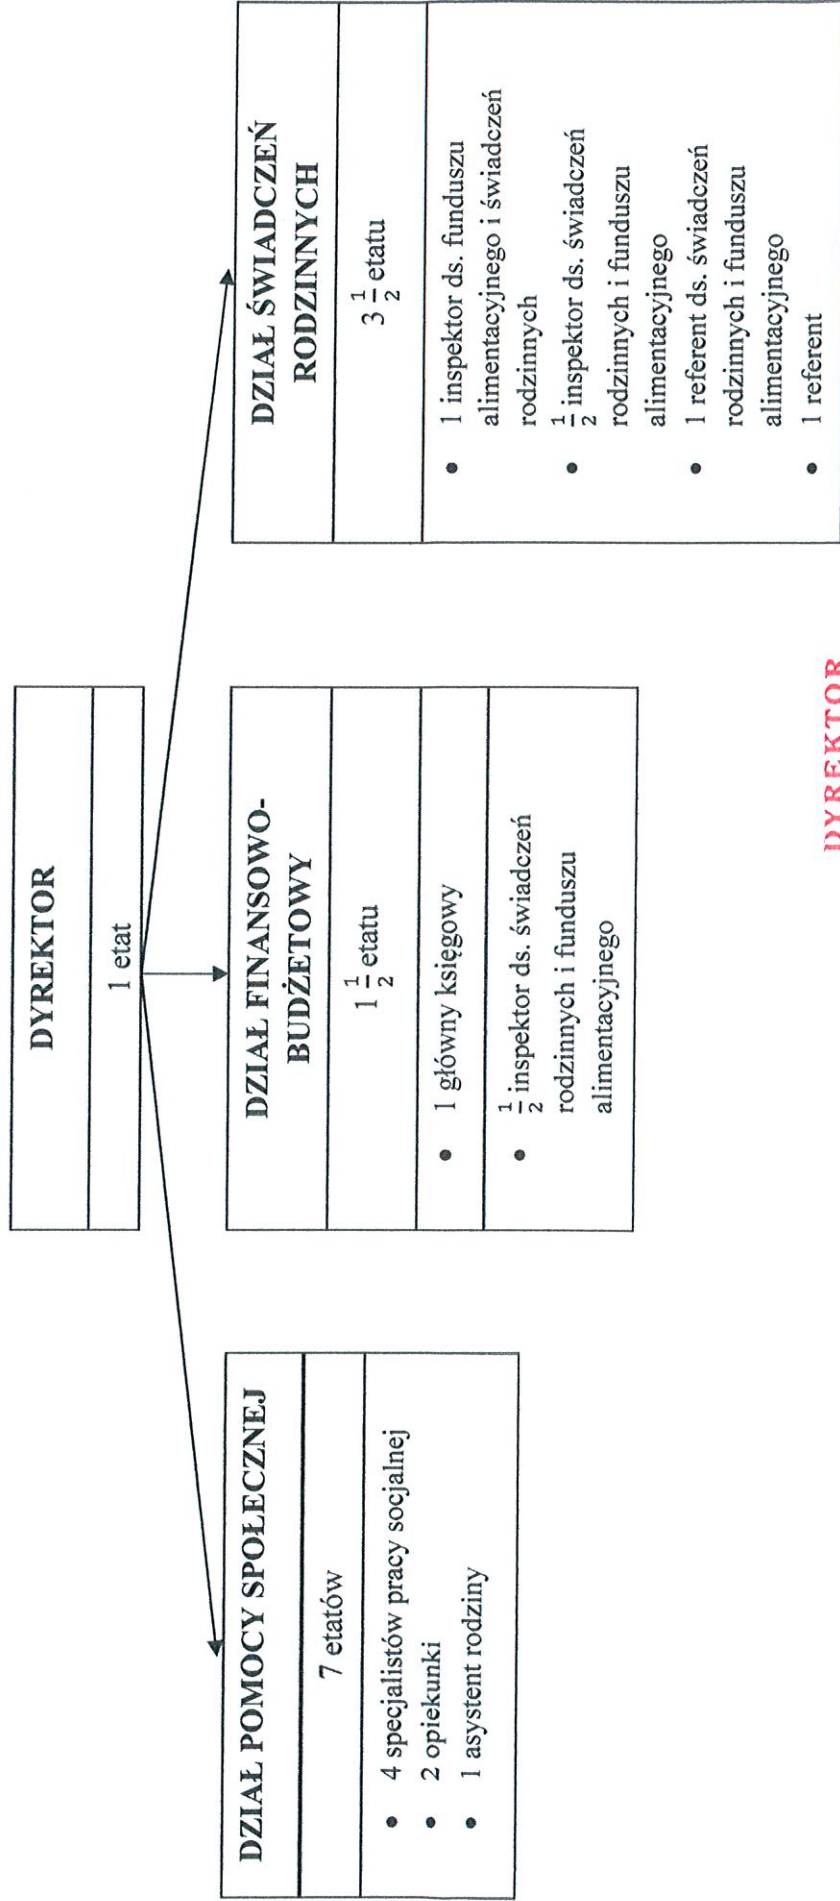 DYREKTOR
1 etat
DZIAŁ POMOCY SPOŁECZNEJ
7 etatów
• 4 specjalistów pracy socjalnej
• 2 opiekunki
• 1 asystent rodziny
DZIAŁ FINANSOWO-
BUDŻETOWY
1 1/2 etatu
• 1 główny księgowy
• 1/2 inspektor ds. świadczeń
rodzinnych i funduszu
alimentacyjnego
DZIAŁ ŚWIADCZEŃ
RODZINNYCH
3 1/2 etatu
• 1 inspektor ds. funduszu
alimentacyjnego i świadczeń
rodzinnych
• 1/2 inspektor ds. świadczeń
rodzinnych i funduszu
alimentacyjnego
• 1 referent ds. świadczeń
rodzinnych i funduszu
alimentacyjnego
• 1 referent
DYREKTOR